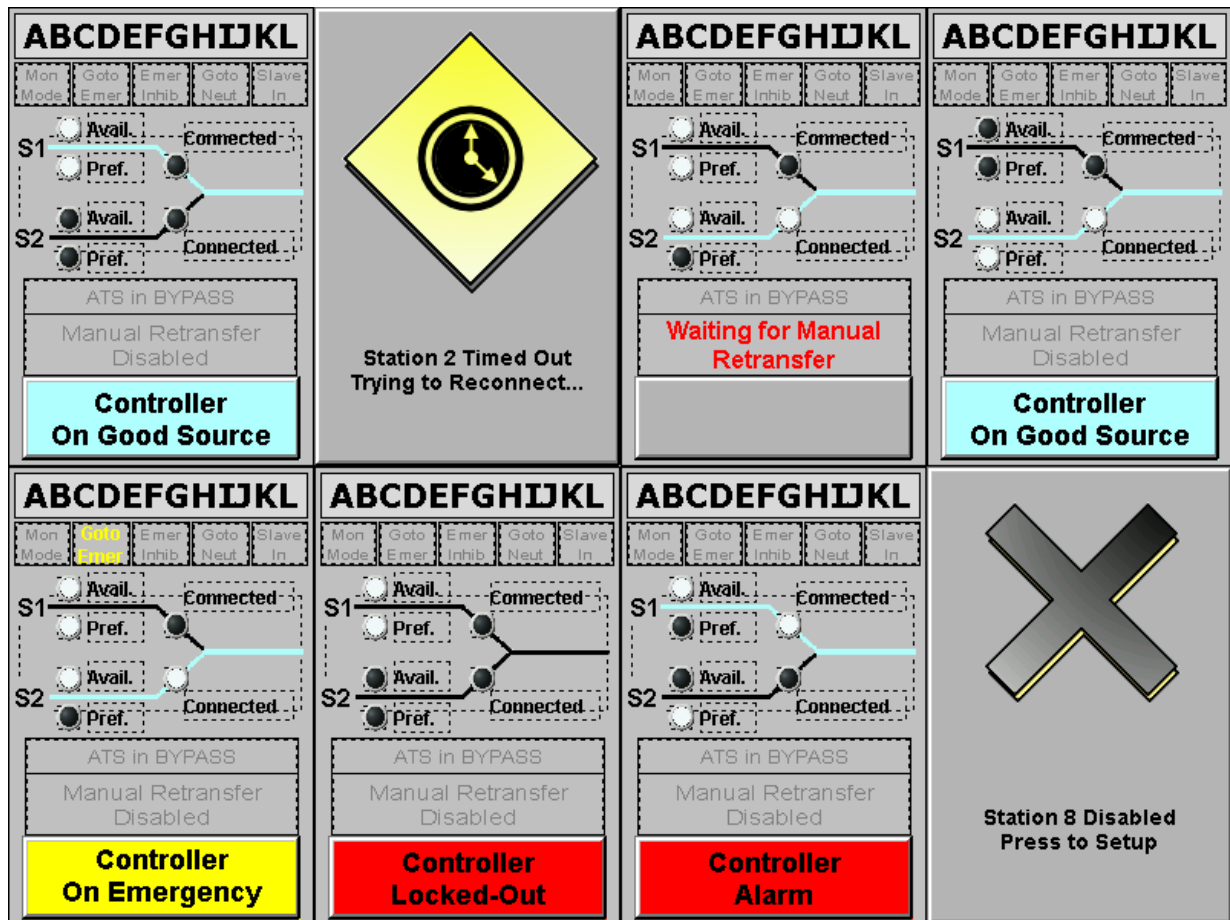 ABCDEFGHIJKL
Mon Goto Emer Goto Slave
Mode Emer Inhib Neut In
Avail.
Connected
S1
Pref.
Avail.
S2
Connected
Pref.
ATS in BYPASS
Manual Retransfer
Disabled
Controller
On Good Source
Station 2 Timed Out
Trying to Reconnect...
ABCDEFGHIJKL
Mon Goto Emer Goto Slave
Mode Emer Inhib Neut In
Avail.
Connected
S1
Pref.
Avail.
S2
Connected
Pref.
ATS in BYPASS
Waiting for Manual
Retransfer
ABCDEFGHIJKL
Mon Goto Emer Goto Slave
Mode Emer Inhib Neut In
Avail.
Connected
S1
Pref.
Avail.
S2
Connected
Pref.
ATS in BYPASS
Manual Retransfer
Disabled
Controller
On Good Source
ABCDEFGHIJKL
Mon Goto Emer Goto Slave
Mode Emer Inhib Neut In
Avail.
Connected
S1
Pref.
Avail.
S2
Connected
Pref.
ATS in BYPASS
Manual Retransfer
Disabled
Controller
On Emergency
ABCDEFGHIJKL
Mon Goto Emer Goto Slave
Mode Emer Inhib Neut In
Avail.
Connected
S1
Pref.
Avail.
S2
Connected
Pref.
ATS in BYPASS
Manual Retransfer
Disabled
Controller
Locked-Out
ABCDEFGHIJKL
Mon Goto Emer Goto Slave
Mode Emer Inhib Neut In
Avail.
Connected
S1
Pref.
Avail.
S2
Connected
Pref.
ATS in BYPASS
Manual Retransfer
Disabled
Controller
Alarm
Station 8 Disabled
Press to Setup